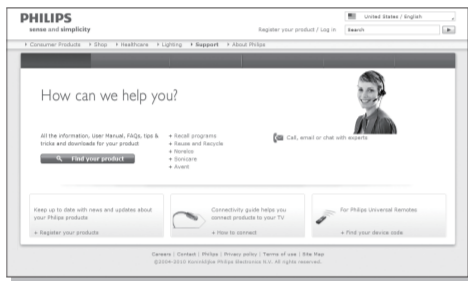 PHILIPS
sense and simplicity
United States / English
Register your product / Log in
Search
Consumer Products
Shop
Healthcare
Lighting
Support
About Philips
How can we help you?
All the information, User Manual, FAQs, tips &
tricks and downloads for your product
Find your product
Recall programs
Reuse and Recycle
Norelco
Sonicare
Avent
Call, email or chat with experts
Keep up to date with news and updates about
your Philips products
Register your products
Connectivity guide helps you
connect products to your TV
How to connect
For Philips Universal Remotes
Find your device code
Careers | Contact | Philips | Privacy policy | Terms of use | Site Map
©2004-2010 Koninklijke Philips Electronics N.V. All rights reserved.